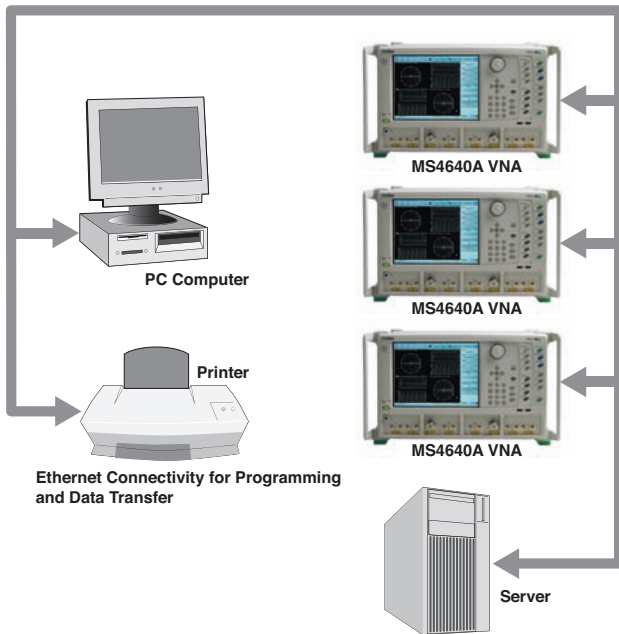 MS4640A VNA
PC Computer
MS4640A VNA
Printer
MS4640A VNA
Ethernet Connectivity for Programming
and Data Transfer
Server